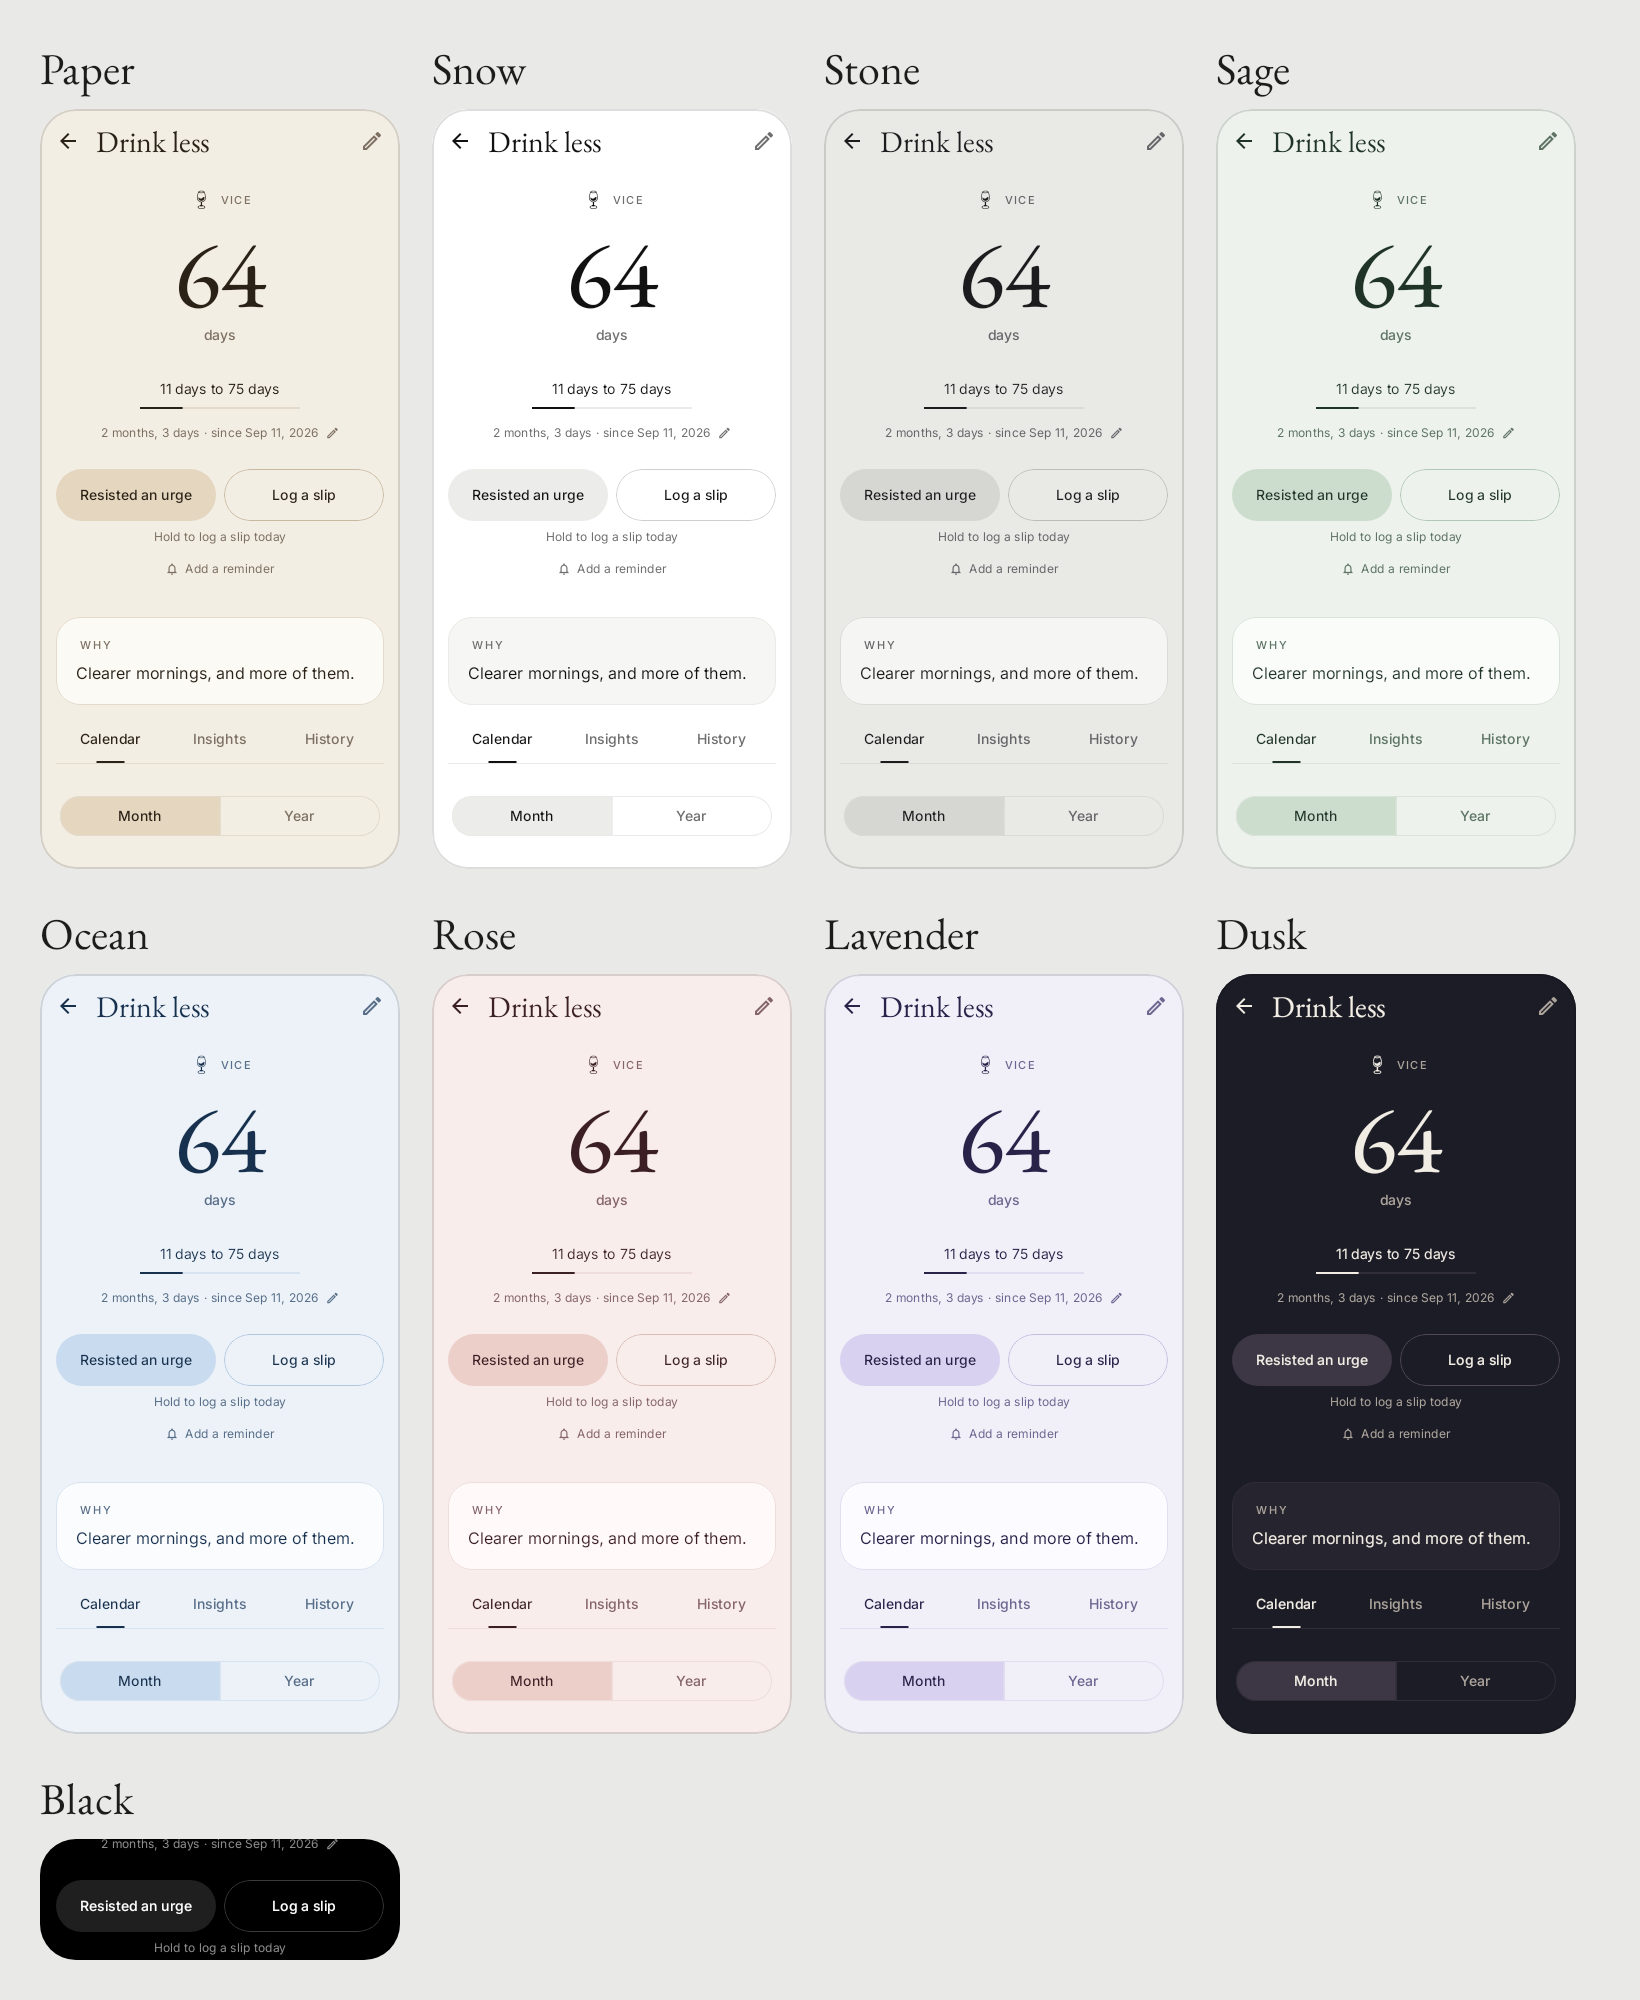 Paper
Drink less
VICE
64
days
11 days to 75 days
2 months, 3 days · since Sep 11, 2026
Resisted an urge
Log a slip
Hold to log a slip today
Add a reminder
WHY
Clearer mornings, and more of them.
Calendar
Insights
History
Month
Year
Snow
Drink less
VICE
64
days
11 days to 75 days
2 months, 3 days · since Sep 11, 2026
Resisted an urge
Log a slip
Hold to log a slip today
Add a reminder
WHY
Clearer mornings, and more of them.
Calendar
Insights
History
Month
Year
Stone
Drink less
VICE
64
days
11 days to 75 days
2 months, 3 days · since Sep 11, 2026
Resisted an urge
Log a slip
Hold to log a slip today
Add a reminder
WHY
Clearer mornings, and more of them.
Calendar
Insights
History
Month
Year
Sage
Drink less
VICE
64
days
11 days to 75 days
2 months, 3 days · since Sep 11, 2026
Resisted an urge
Log a slip
Hold to log a slip today
Add a reminder
WHY
Clearer mornings, and more of them.
Calendar
Insights
History
Month
Year
Ocean
Drink less
VICE
64
days
11 days to 75 days
2 months, 3 days · since Sep 11, 2026
Resisted an urge
Log a slip
Hold to log a slip today
Add a reminder
WHY
Clearer mornings, and more of them.
Calendar
Insights
History
Month
Year
Rose
Drink less
VICE
64
days
11 days to 75 days
2 months, 3 days · since Sep 11, 2026
Resisted an urge
Log a slip
Hold to log a slip today
Add a reminder
WHY
Clearer mornings, and more of them.
Calendar
Insights
History
Month
Year
Lavender
Drink less
VICE
64
days
11 days to 75 days
2 months, 3 days · since Sep 11, 2026
Resisted an urge
Log a slip
Hold to log a slip today
Add a reminder
WHY
Clearer mornings, and more of them.
Calendar
Insights
History
Month
Year
Dusk
Drink less
VICE
64
days
11 days to 75 days
2 months, 3 days · since Sep 11, 2026
Resisted an urge
Log a slip
Hold to log a slip today
Add a reminder
WHY
Clearer mornings, and more of them.
Calendar
Insights
History
Month
Year
Black
2 months, 3 days · since Sep 11, 2026
Resisted an urge
Log a slip
Hold to log a slip today